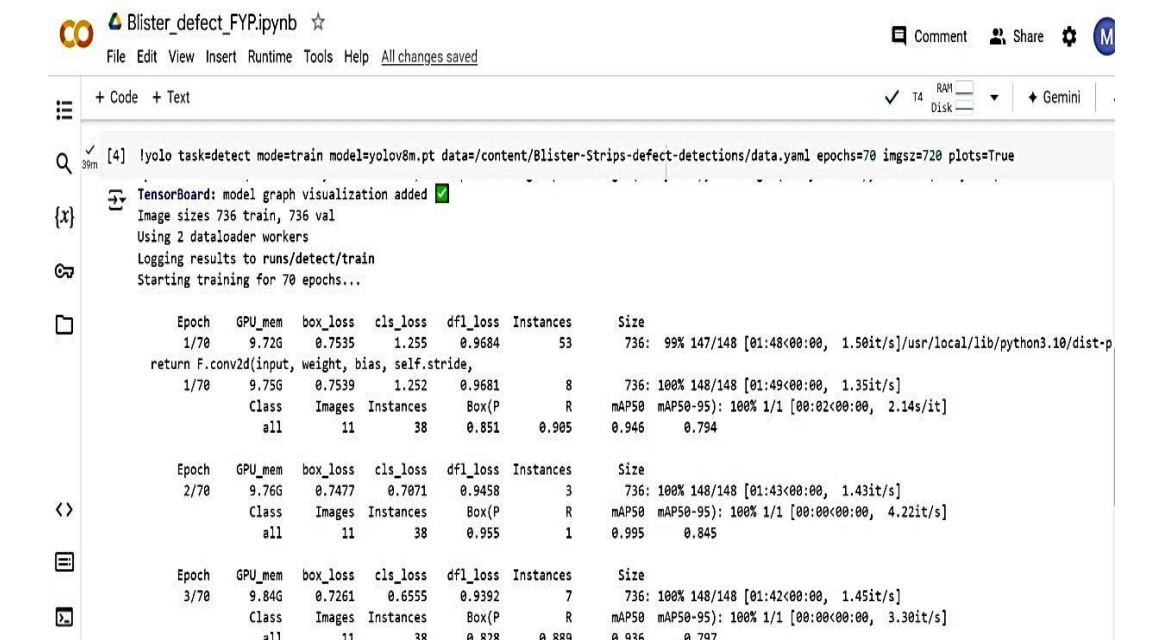 Blister_defect_FYP.ipynb
Comment Share M
File Edit View Insert Runtime Tools Help All changes saved
+ Code + Text
T4 RAM Disk Gemini
39m [4] !yolo task=detect mode=train model=yolov8m.pt data=/content/Blister-Strips-defect-detections/data.yaml epochs=70 imgsz=720 plots=True
TensorBoard: model graph visualization added ✅
Image sizes 736 train, 736 val
Using 2 dataloader workers
Logging results to runs/detect/train
Starting training for 70 epochs...
Epoch GPU_mem box_loss cls_loss dfl_loss Instances Size
1/70 9.72G 0.7535 1.255 0.9684 53 736: 99% 147/148 [01:48<00:00, 1.50it/s]/usr/local/lib/python3.10/dist-p
return F.conv2d(input, weight, bias, self.stride,
1/70 9.75G 0.7539 1.252 0.9681 8 736: 100% 148/148 [01:49<00:00, 1.35it/s]
Class Images Instances Box(P R mAP50 mAP50-95): 100% 1/1 [00:02<00:00, 2.14s/it]
all 11 38 0.851 0.905 0.946 0.794
Epoch GPU_mem box_loss cls_loss dfl_loss Instances Size
2/70 9.76G 0.7477 0.7071 0.9458 3 736: 100% 148/148 [01:43<00:00, 1.43it/s]
Class Images Instances Box(P R mAP50 mAP50-95): 100% 1/1 [00:00<00:00, 4.22it/s]
all 11 38 0.955 1 0.995 0.845
Epoch GPU_mem box_loss cls_loss dfl_loss Instances Size
3/70 9.84G 0.7261 0.6555 0.9392 7 736: 100% 148/148 [01:42<00:00, 1.45it/s]
Class Images Instances Box(P R mAP50 mAP50-95): 100% 1/1 [00:00<00:00, 3.30it/s]
all 11 38 0.828 0.889 0.936 0.797